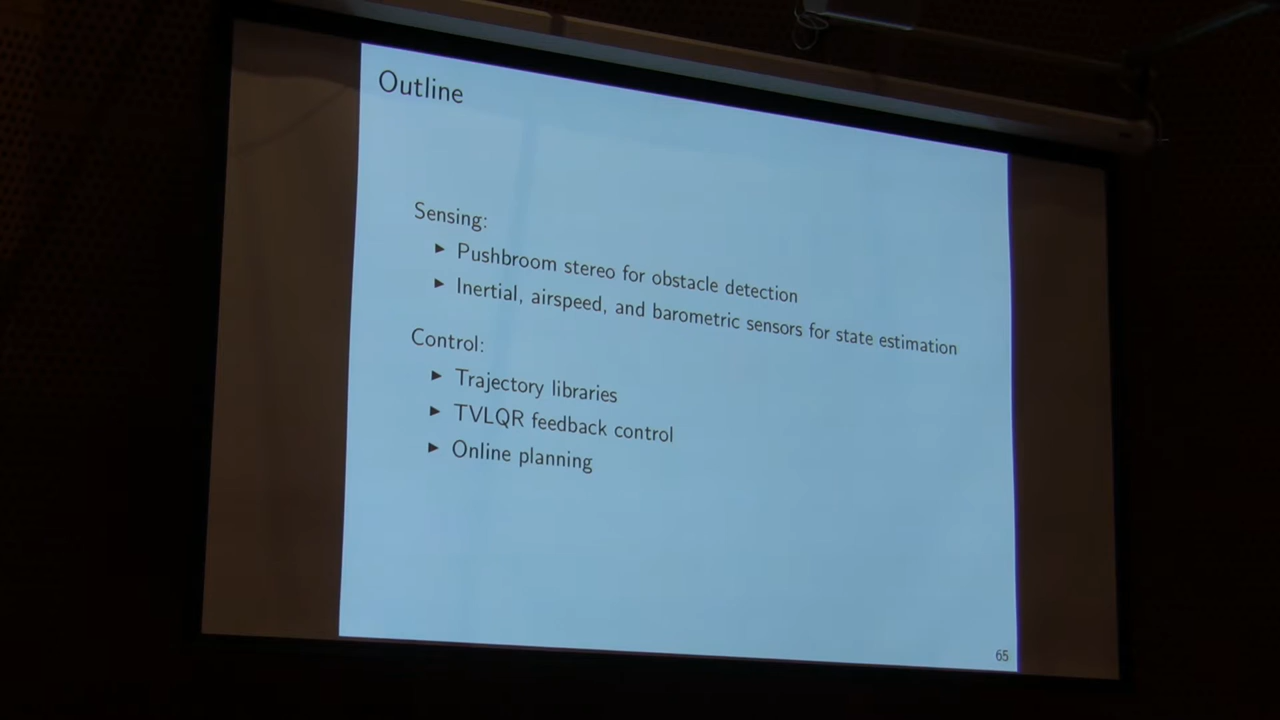 Outline
Sensing:
▶ Pushbroom stereo for obstacle detection
▶ Inertial, airspeed, and barometric sensors for state estimation
Control:
▶ Trajectory libraries
▶ TVLQR feedback control
▶ Online planning
65